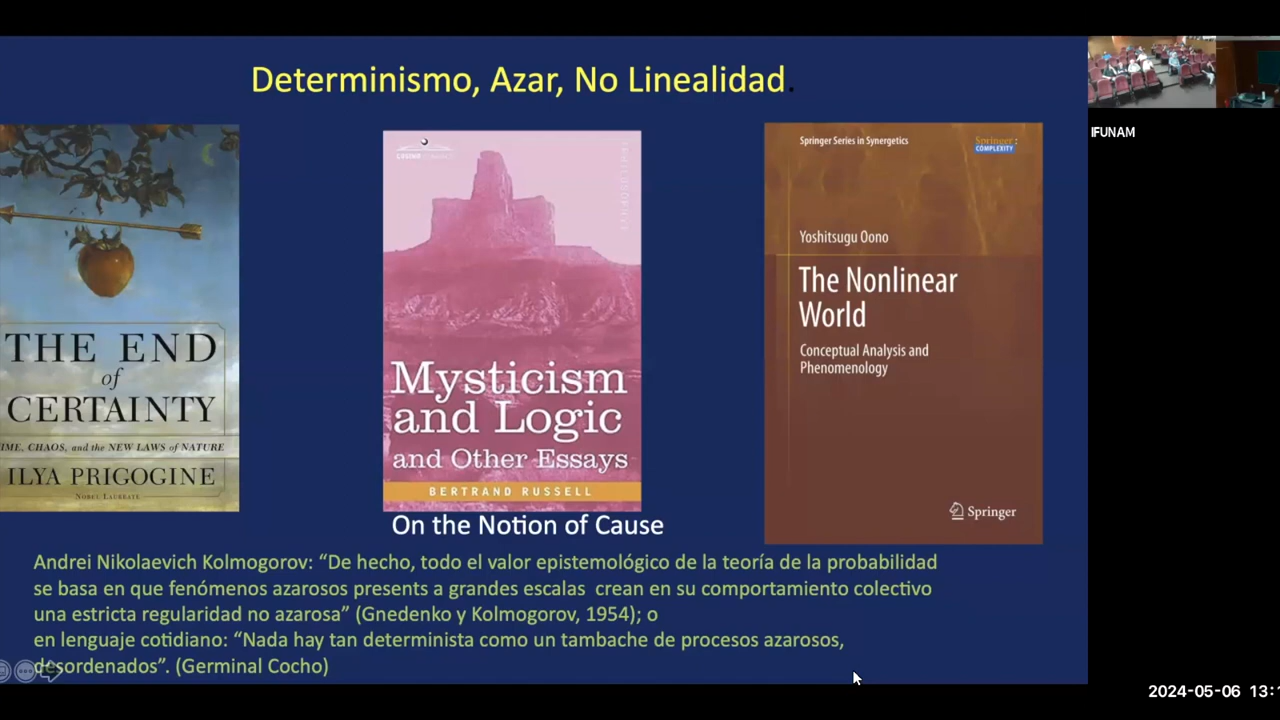 Determinismo, Azar, No Linealidad.
IFUNAM
THE END
of
CERTAINTY
TIME, CHAOS, and the NEW LAWS of NATURE
ILYA PRIGOGINE
NOBEL LAUREATE
COSIMO CLASSICS
Mysticism
and Logic
and Other Essays
BERTRAND RUSSELL
On the Notion of Cause
Springer Series in Synergetics
Springer:
COMPLEXITY
Yoshitsugu Oono
The Nonlinear
World
Conceptual Analysis and
Phenomenology
Springer
Andrei Nikolaevich Kolmogorov: “De hecho, todo el valor epistemológico de la teoría de la probabilidad
se basa en que fenómenos azarosos presents a grandes escalas crean en su comportamiento colectivo
una estricta regularidad no azarosa” (Gnedenko y Kolmogorov, 1954); o
en lenguaje cotidiano: “Nada hay tan determinista como un tambache de procesos azarosos,
desordenados”. (Germinal Cocho)
2024-05-06 13: